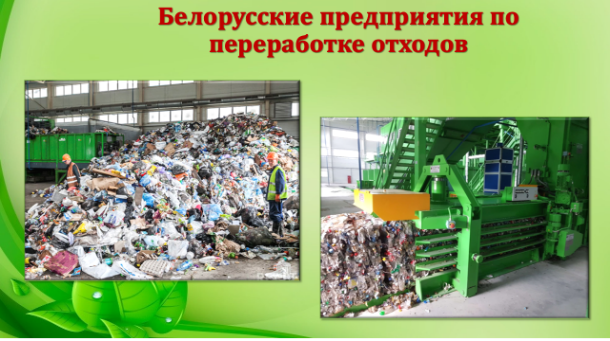 Белорусские предприятия по
переработке отходов